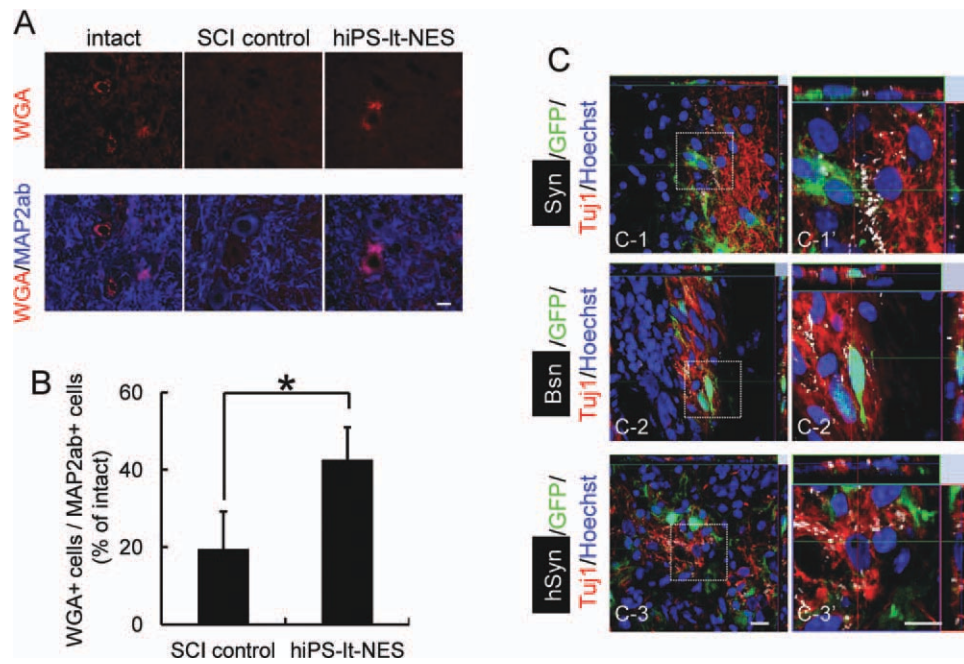 A
intact
SCI control
hiPS-lt-NES
WGA
WGA/MAP2ab
B
WGA+ cells / MAP2ab+ cells
(% of intact)
60
40
20
0
*
SCI control
hiPS-lt-NES
C
Syn/GFP/
Tuj1/Hoechst
C-1
C-1'
Bsn/GFP/
Tuj1/Hoechst
C-2
C-2'
hSyn/GFP/
Tuj1/Hoechst
C-3
C-3'